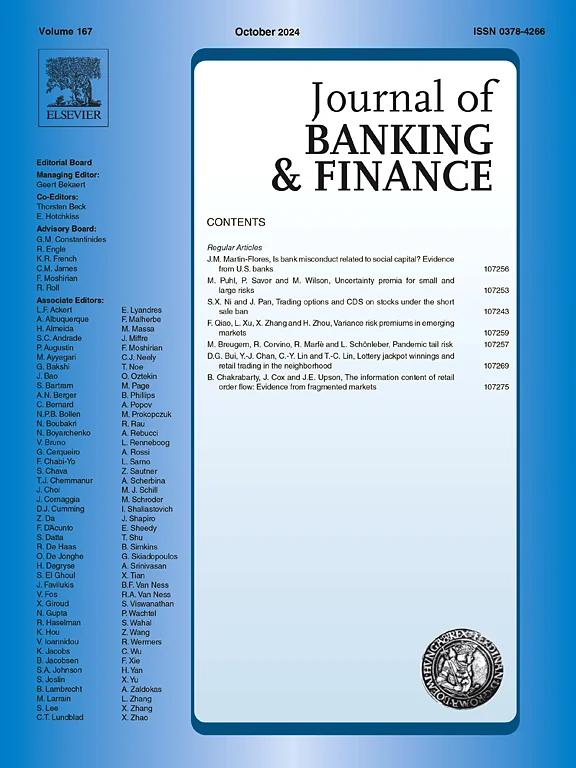 Volume 167
October 2024
ISSN 0378-4266
ELSEVIER
Editorial Board
Managing Editor:
Geert Bekaert
Co-Editors:
Thorsten Beck
E. Hotchkiss
Advisory Board:
G.M. Constantinides
R. Engle
K.R. French
C.M. James
F. Moshirian
R. Roll
Associate Editors:
L.F. Ackert
A. Albuquerque
H. Almeida
S.C. Andrade
P. Augustin
M. Ayyagari
G. Bakshi
J. Bao
S. Bartram
A.N. Berger
C. Bernard
N.P.B. Bollen
N. Boubakri
N. Boyarchenko
V. Bruno
G. Cerqueiro
F. Chabi-Yo
S. Chava
T.J. Chemmanur
J. Choi
J. Cornaggia
D.J. Cumming
Z. Da
F. D'Acunto
S. Datta
R. De Haas
O. De Jonghe
H. Degryse
S. El Ghoul
J. Favilukis
V. Fos
X. Giroud
N. Gupta
R. Haselman
K. Hou
V. Ioannidou
K. Jacobs
B. Jacobsen
S.A. Johnson
S. Joslin
B. Lambrecht
M. Larrain
S. Lee
C.T. Lundblad
E. Lyandres
F. Malherbe
M. Massa
J. Miffre
F. Moshirian
C.J. Neely
T. Noe
O. Oztekin
M. Page
B. Phillips
A. Popov
M. Prokopczuk
R. Rau
A. Rebucci
L. Renneboog
A. Rossi
L. Sarno
Z. Sautner
A. Scherbina
M. J. Schill
M. Schroder
I. Shaliastovich
J. Shapiro
E. Sheedy
T. Shu
B. Simkins
G. Skiadopoulos
A. Srinivasan
X. Tian
B.F. Van Ness
R.A. Van Ness
S. Viswanathan
P. Wachtel
S. Wahal
Z. Wang
R. Wermers
C. Wu
F. Xie
H. Yan
X. Yu
A. Zaldokas
L. Zhang
X. Zhang
X. Zhao
Journal of
BANKING
& FINANCE
CONTENTS
Regular Articles
J.M. Martin-Flores, Is bank misconduct related to social capital? Evidence
from U.S. banks 107256
M. Puhl, P. Savor and M. Wilson, Uncertainty premia for small and
large risks 107253
S.X. Ni and J. Pan, Trading options and CDS on stocks under the short
sale ban 107243
F. Qiao, L. Xu, X. Zhang and H. Zhou, Variance risk premiums in emerging
markets 107259
M. Breugem, R. Corvino, R. Marfè and L. Schönleber, Pandemic tail risk 107257
D.G. Bui, Y.-J. Chan, C.-Y. Lin and T.-C. Lin, Lottery jackpot winnings and
retail trading in the neighborhood 107269
B. Chakrabarty, J. Cox and J.E. Upson, The information content of retail
order flow: Evidence from fragmented markets 107275